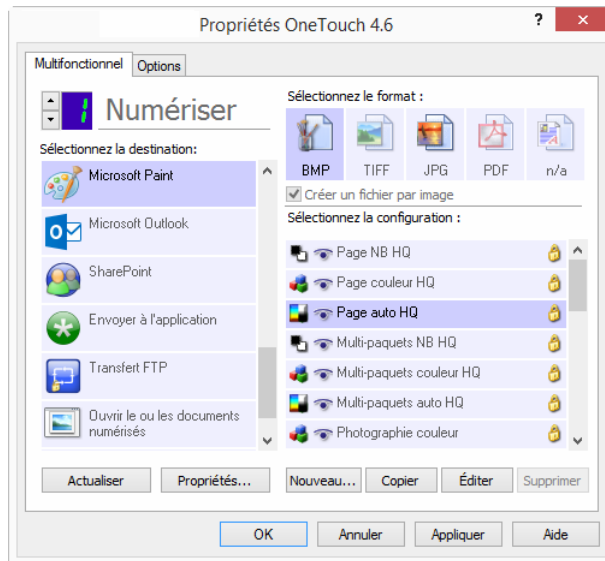 Propriétés OneTouch 4.6
?
Multifonctionnel
Options
1
Numériser
Sélectionnez la destination:
Microsoft Paint
Microsoft Outlook
SharePoint
Envoyer à l'application
Transfert FTP
Ouvrir le ou les documents
numérisés
Actualiser
Propriétés...
Sélectionnez le format :
BMP
TIFF
JPG
PDF
n/a
Créer un fichier par image
Sélectionnez la configuration :
Page NB HQ
Page couleur HQ
Page auto HQ
Multi-paquets NB HQ
Multi-paquets couleur HQ
Multi-paquets auto HQ
Photographie couleur
Nouveau...
Copier
Éditer
Supprimer
OK
Annuler
Appliquer
Aide